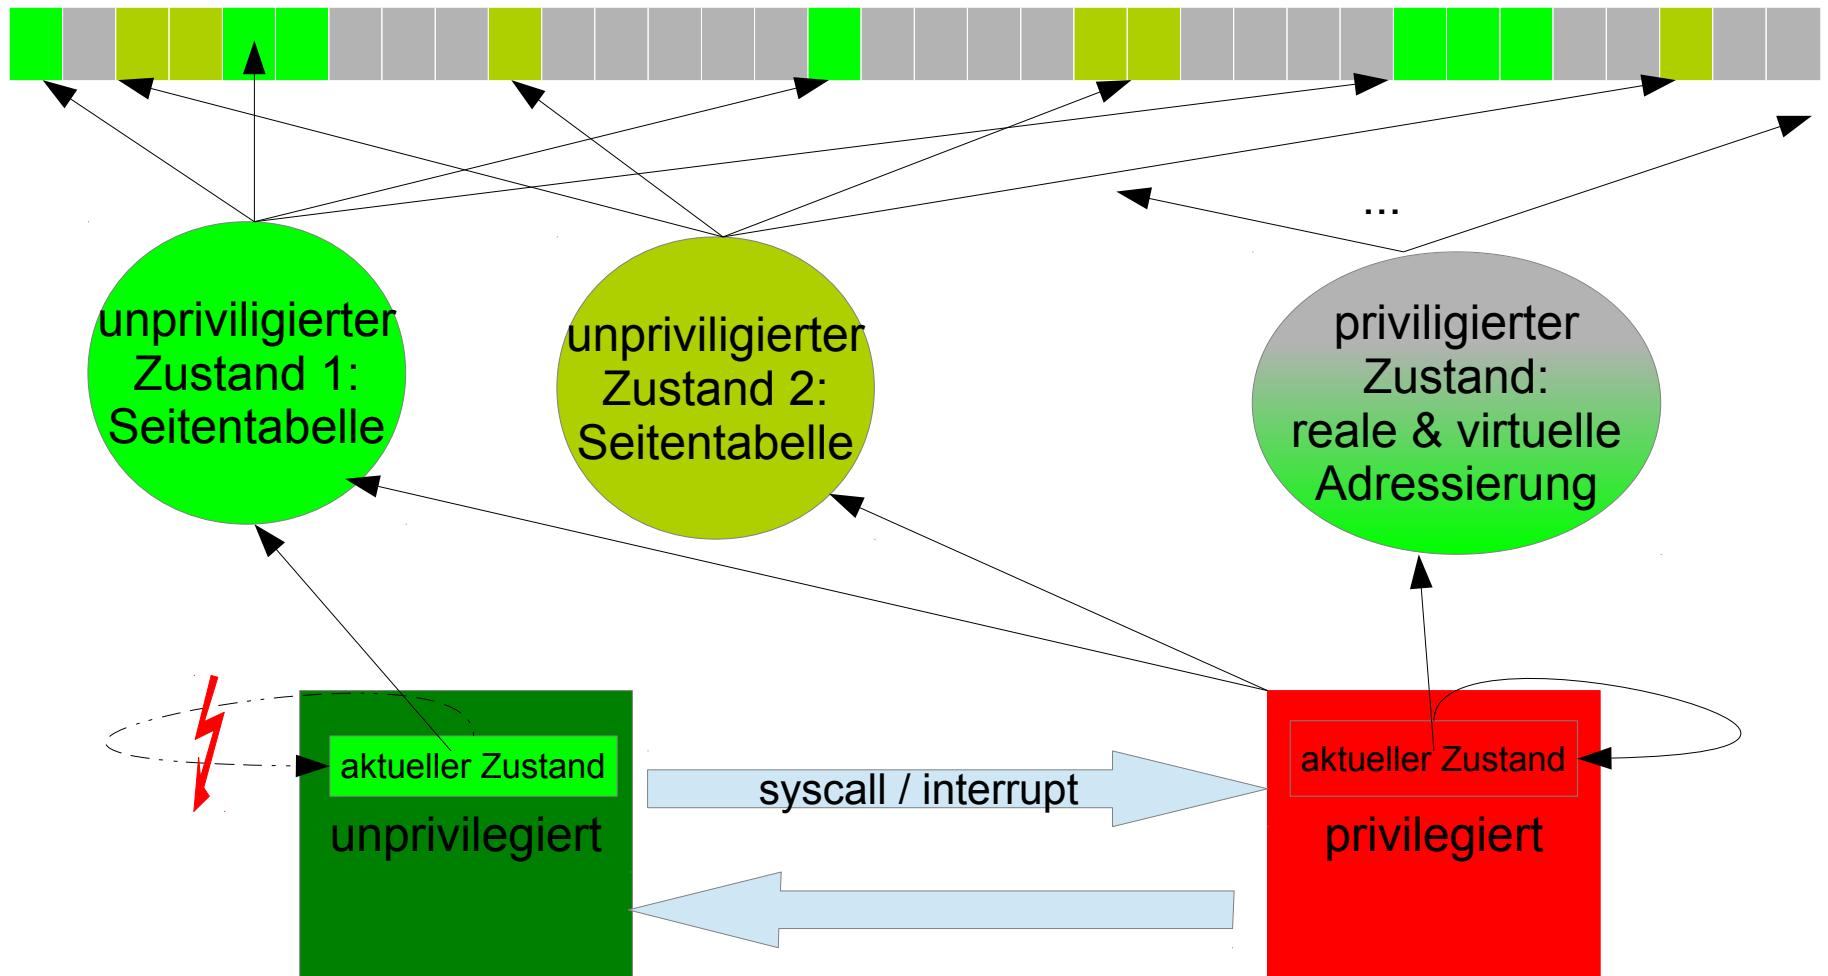 ...
unpriviligierter
Zustand 1:
Seitentabelle
unpriviligierter
Zustand 2:
Seitentabelle
priviligierter
Zustand:
reale & virtuelle
Adressierung
aktueller Zustand
unprivilegiert
syscall / interrupt
aktueller Zustand
privilegiert